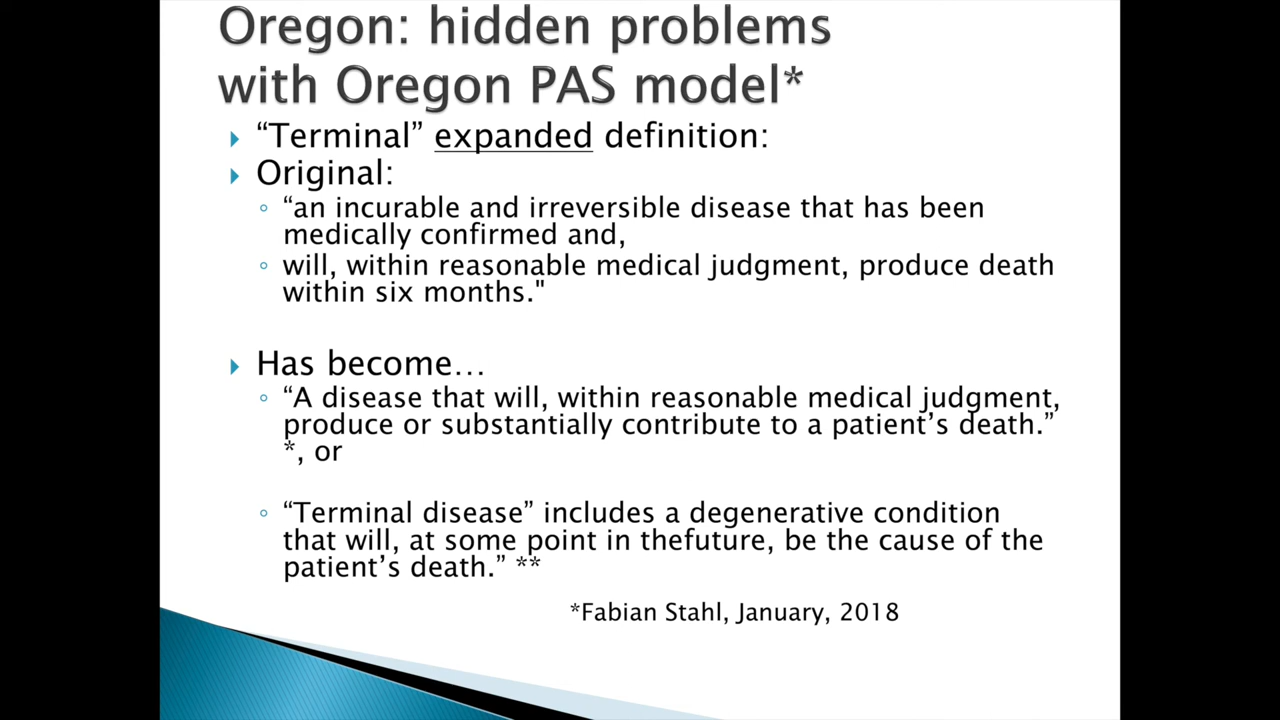 Oregon: hidden problems
with Oregon PAS model*
“Terminal” expanded definition:
Original:
“an incurable and irreversible disease that has been
medically confirmed and,
will, within reasonable medical judgment, produce death
within six months."
Has become…
“A disease that will, within reasonable medical judgment,
produce or substantially contribute to a patient’s death.”
*, or
“Terminal disease” includes a degenerative condition
that will, at some point in thefuture, be the cause of the
patient’s death.” **
*Fabian Stahl, January, 2018